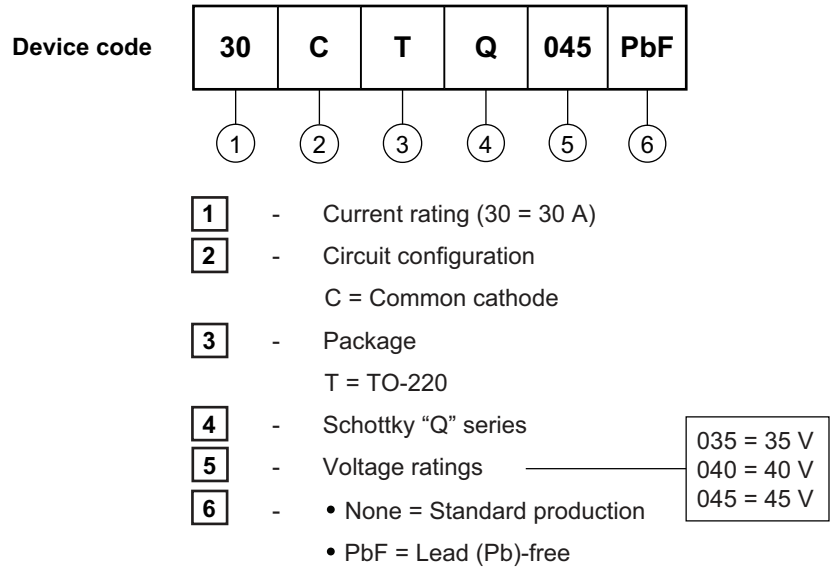 Device code 30 C T Q 045 PbF
1 2 3 4 5 6
1 - Current rating (30 = 30 A)
2 - Circuit configuration
C = Common cathode
3 - Package
T = TO-220
4 - Schottky “Q” series
5 - Voltage ratings
035 = 35 V
040 = 40 V
045 = 45 V
6 - • None = Standard production
• PbF = Lead (Pb)-free